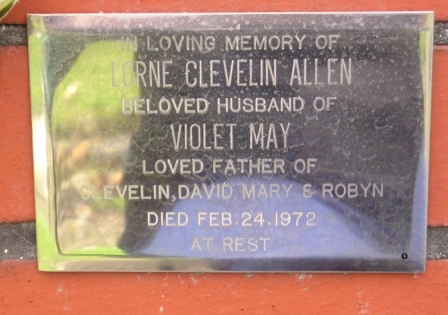 IN LOVING MEMORY OF
LORNE CLEVELIN ALLEN
BELOVED HUSBAND OF
VIOLET MAY
LOVED FATHER OF
CLEVELIN, DAVID, MARY & ROBYN
DIED FEB. 24. 1972
AT REST